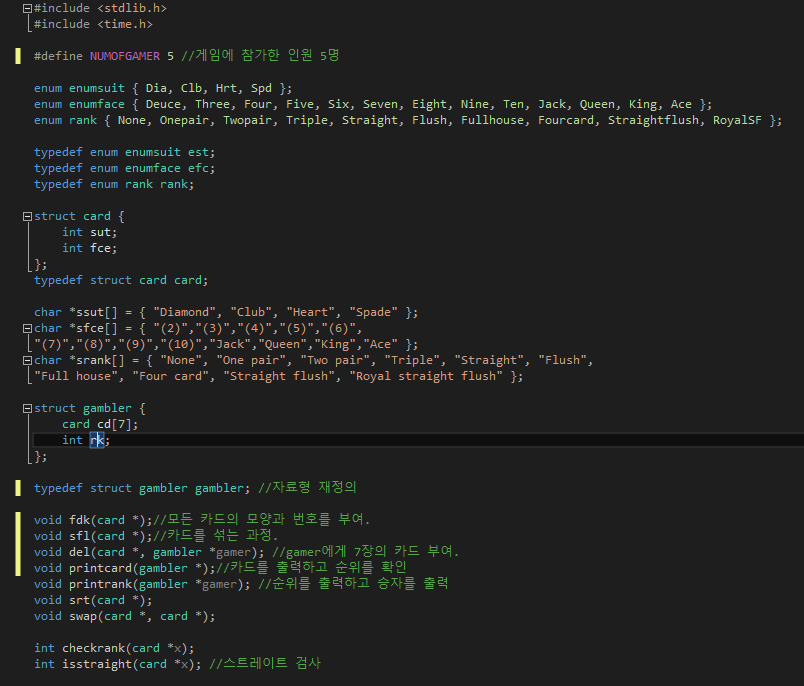 #include <stdlib.h>
#include <time.h>
#define NUMOFGAMER 5 //게임에 참가한 인원 5명
enum enumsuit { Dia, Clb, Hrt, Spd };
enum enumface { Deuce, Three, Four, Five, Six, Seven, Eight, Nine, Ten, Jack, Queen, King, Ace };
enum rank { None, Onepair, Twopair, Triple, Straight, Flush, Fullhouse, Fourcard, Straightflush, RoyalSF };
typedef enum enumsuit est;
typedef enum enumface efc;
typedef enum rank rank;
struct card {
int sut;
int fce;
};
typedef struct card card;
char *ssut[] = { "Diamond", "Club", "Heart", "Spade" };
char *sfce[] = { "(2)","(3)","(4)","(5)","(6)",
"(7)","(8)","(9)","(10)","Jack","Queen","King","Ace" };
char *srank[] = { "None", "One pair", "Two pair", "Triple", "Straight", "Flush",
"Full house", "Four card", "Straight flush", "Royal straight flush" };
struct gambler {
card cd[7];
int rk;
};
typedef struct gambler gambler; //자료형 재정의
void fdk(card *);//모든 카드의 모양과 번호를 부여.
void sfl(card *);//카드를 섞는 과정.
void del(card *, gambler *gamer); //gamer에게 7장의 카드 부여.
void printcard(gambler *);//카드를 출력하고 순위를 확인
void printrank(gambler *gamer); //순위를 출력하고 승자를 출력
void srt(card *);
void swap(card *, card *);
int checkrank(card *x);
int isstraight(card *x); //스트레이트 검사